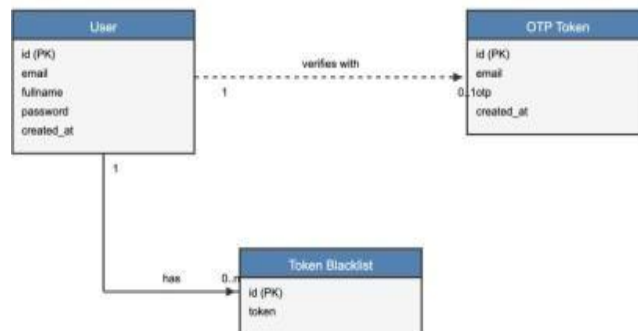 User
id (PK)
email
fullname
password
created_at
verifies with
1
0..1
OTP Token
id (PK)
email
otp
created_at
1
has
0..n
Token Blacklist
id (PK)
token